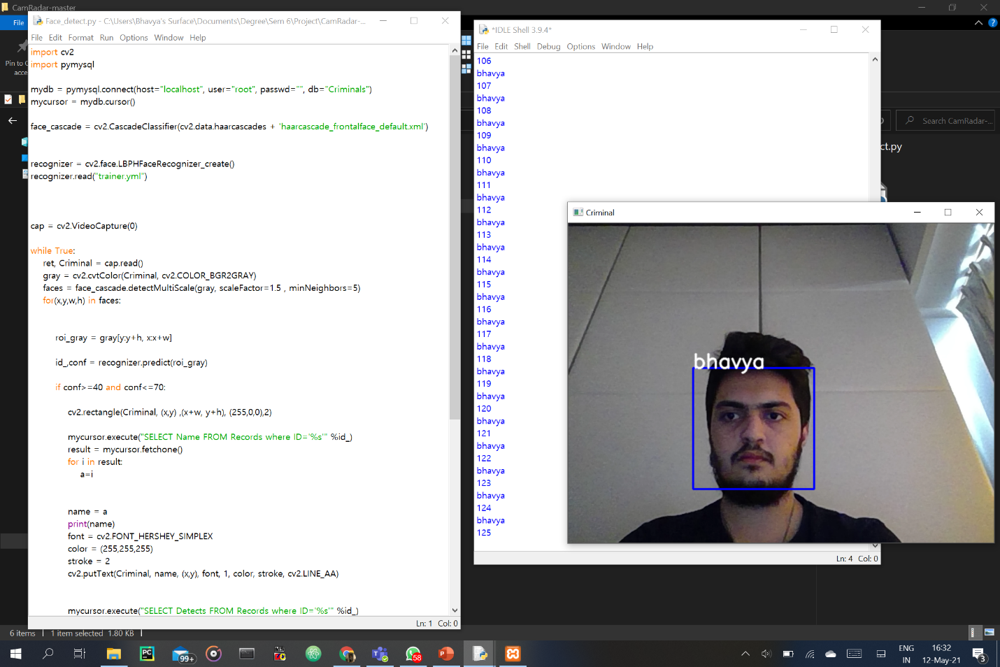 CamRadar-master
File
Pin to
acce
Search CamRadar-...
ct.py
6 items
1 item selected 1.80 KB
Face_detect.py - C:\Users\Bhavya's Surface\Documents\Degree\Sem 6\Project\CamRadar-...
File Edit Format Run Options Window Help
import cv2
import pymysql
mydb = pymysql.connect(host="localhost", user="root", passwd="", db="Criminals")
mycursor = mydb.cursor()
face_cascade = cv2.CascadeClassifier(cv2.data.haarcascades + 'haarcascade_frontalface_default.xml')
recognizer = cv2.face.LBPHFaceRecognizer_create()
recognizer.read("trainer.yml")
cap = cv2.VideoCapture(0)
while True:
ret, Criminal = cap.read()
gray = cv2.cvtColor(Criminal, cv2.COLOR_BGR2GRAY)
faces = face_cascade.detectMultiScale(gray, scaleFactor=1.5 , minNeighbors=5)
for(x,y,w,h) in faces:
roi_gray = gray[y:y+h, x:x+w]
id_,conf = recognizer.predict(roi_gray)
if conf>=40 and conf<=70:
cv2.rectangle(Criminal, (x,y) ,(x+w, y+h), (255,0,0),2)
mycursor.execute("SELECT Name FROM Records where ID='%s'" %id_)
result = mycursor.fetchone()
for i in result:
a=i
name = a
print(name)
font = cv2.FONT_HERSHEY_SIMPLEX
color = (255,255,255)
stroke = 2
cv2.putText(Criminal, name, (x,y), font, 1, color, stroke, cv2.LINE_AA)
mycursor.execute("SELECT Detects FROM Records where ID='%s'" %id_)
Ln: 1 Col: 0
*IDLE Shell 3.9.4*
File Edit Shell Debug Options Window Help
106
bhavya
107
bhavya
108
bhavya
109
bhavya
110
bhavya
111
bhavya
112
bhavya
113
bhavya
114
bhavya
115
bhavya
116
bhavya
117
bhavya
118
bhavya
119
bhavya
120
bhavya
121
bhavya
122
bhavya
123
bhavya
124
bhavya
125
Ln: 4 Col: 0
Criminal
bhavya
PC
99+
58
ENG
IN
16:32
12-May-21
3